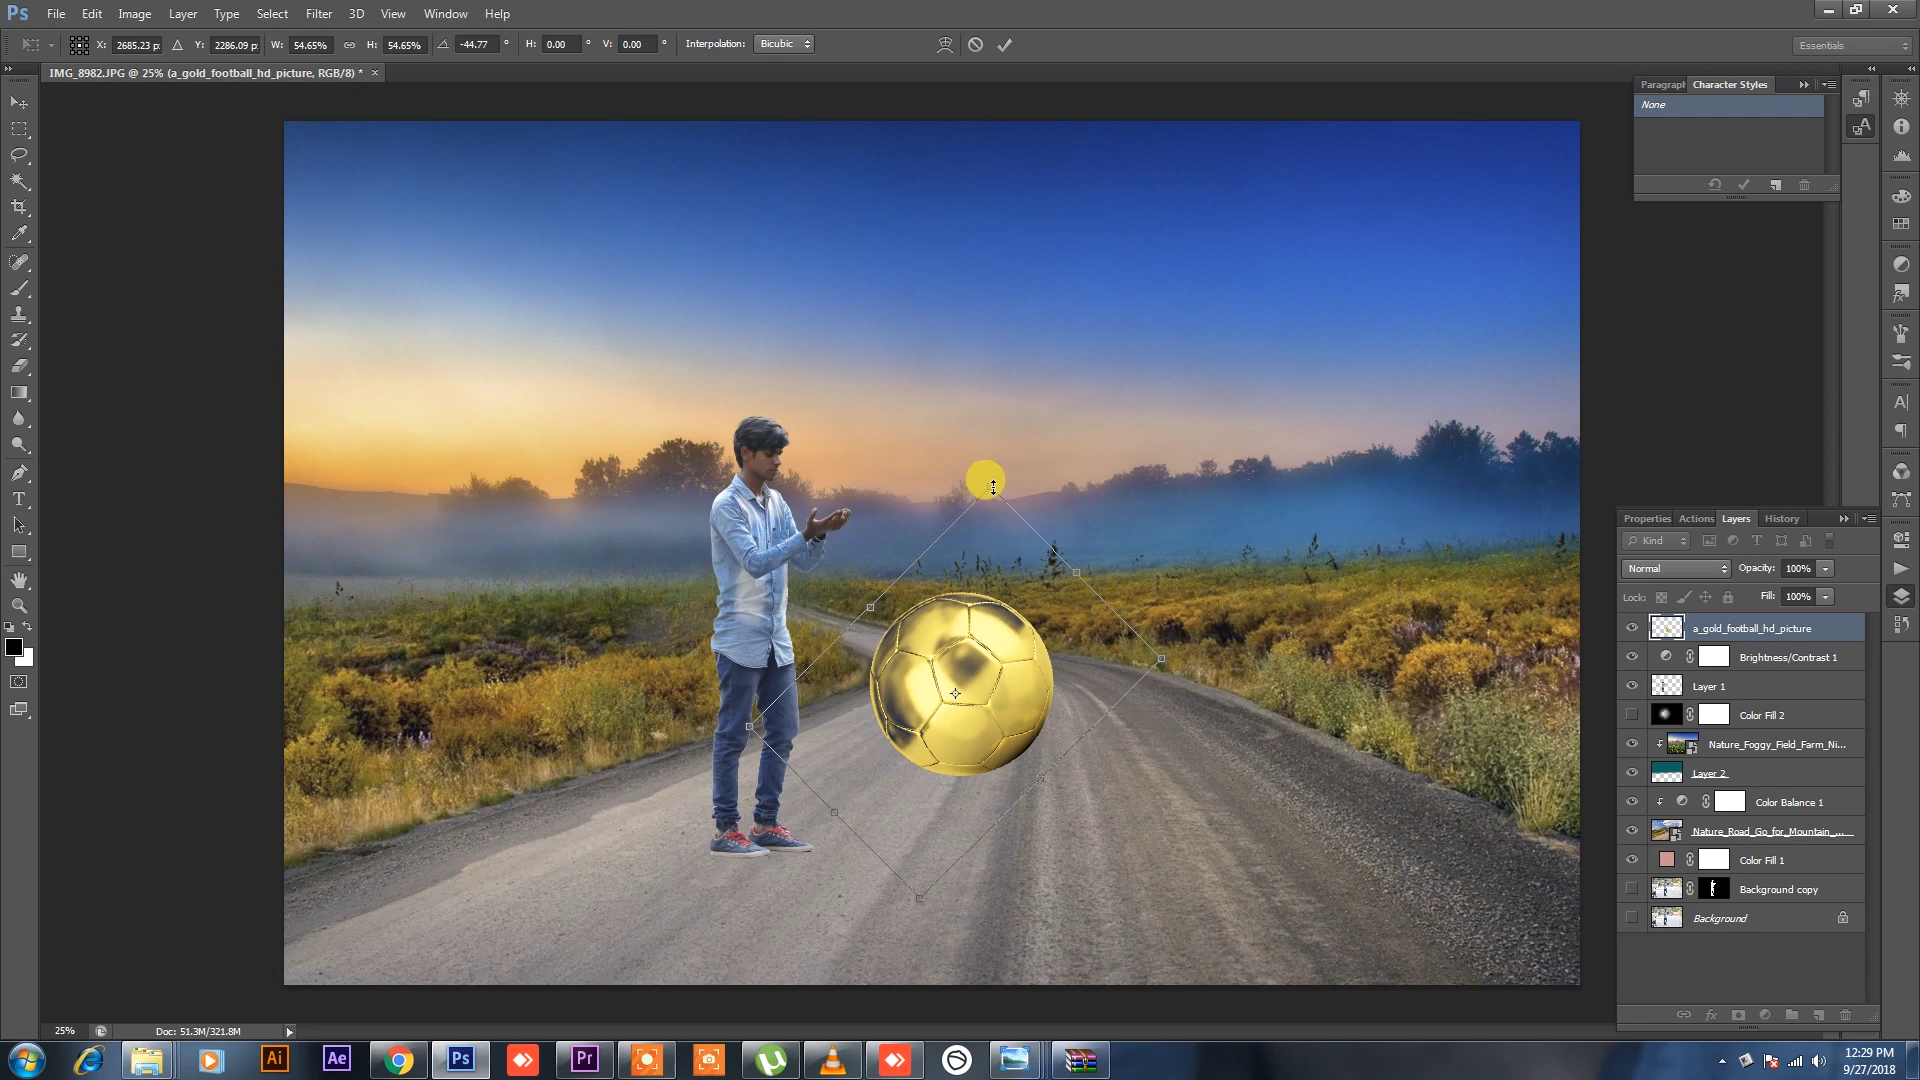 Ps File Edit Image Layer Type Select Filter 3D View Window Help
X: 2685.23 p: Y: 2286.09 p: W: 54.65% H: 54.65% -44.77 ° H: 0.00 ° V: 0.00 ° Interpolation: Bicubic Essentials
IMG_8982.JPG @ 25% (a_gold_football_hd_picture, RGB/8) * ×
Paragraph Character Styles
None
Properties Actions Layers History
Kind
Normal Opacity: 100%
Lock: Fill: 100%
a_gold_football_hd_picture
Brightness/Contrast 1
Layer 1
Color Fill 2
Nature_Foggy_Field_Farm_Ni...
Layer 2
Color Balance 1
Nature_Road_Go_for_Mountain_...
Color Fill 1
Background copy
Background
25% Doc: 51.3M/321.8M
Ai Ae Ps Pr
12:29 PM
9/27/2018